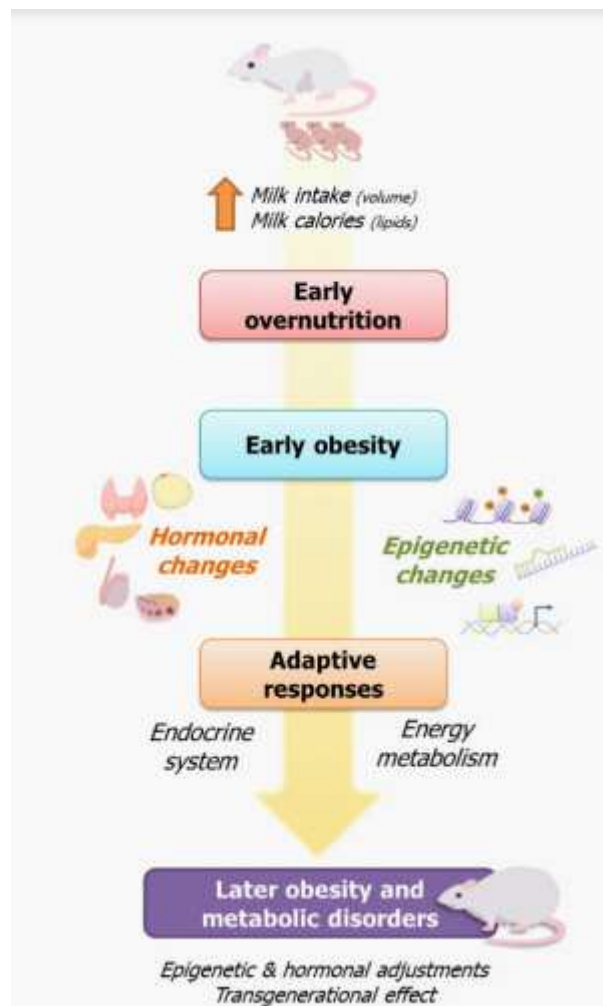 Milk intake (volume)
Milk calories (lipids)
Early
overnutrition
Early obesity
Hormonal
changes
Epigenetic
changes
Adaptive
responses
Endocrine
system
Energy
metabolism
Later obesity and
metabolic disorders
Epigenetic & hormonal adjustments
Transgenerational effect